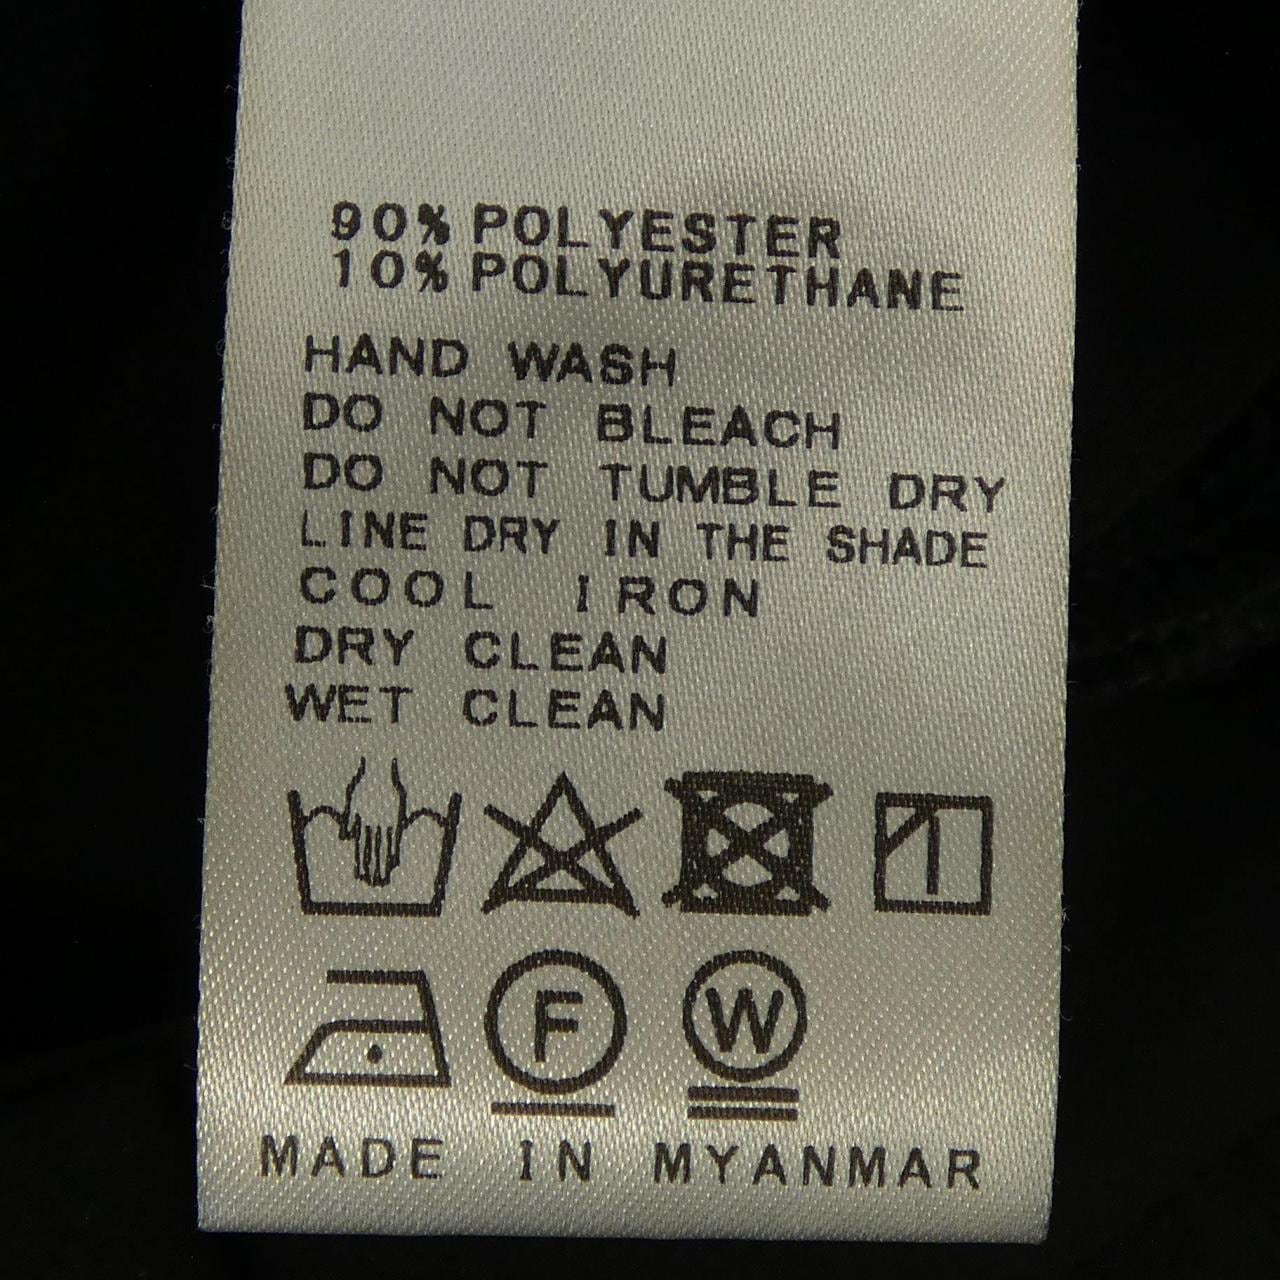 90% POLYESTER
10% POLYURETHANE
HAND WASH
DO NOT BLEACH
DO NOT TUMBLE DRY
LINE DRY IN THE SHADE
COOL IRON
DRY CLEAN
WET CLEAN
F W
MADE IN MYANMAR